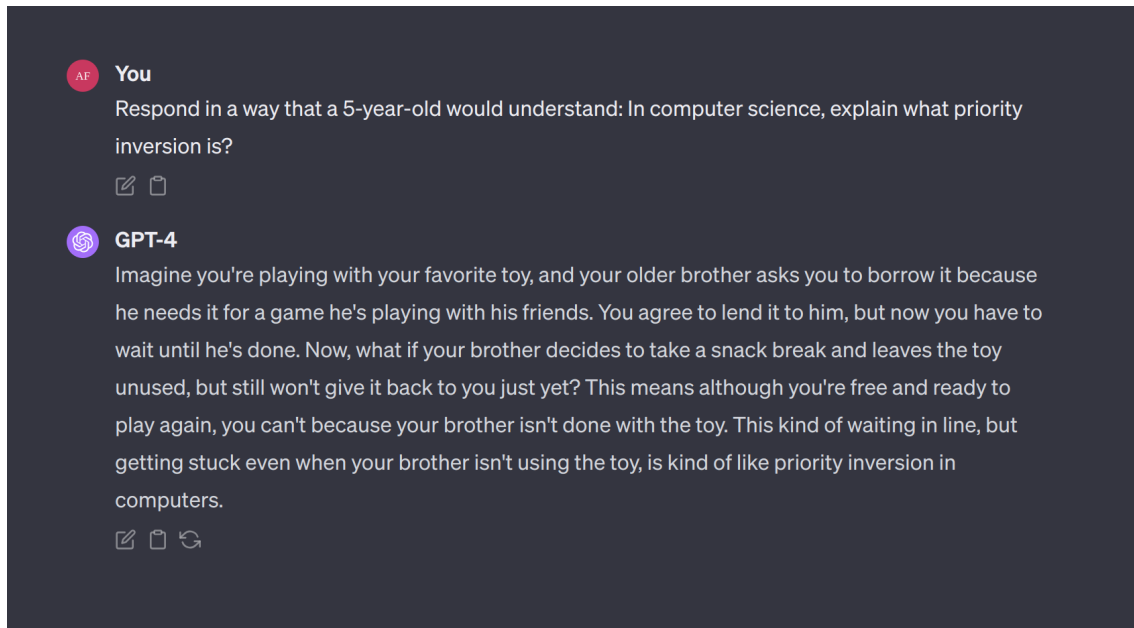 AF
You
Respond in a way that a 5-year-old would understand: In computer science, explain what priority
inversion is?
GPT-4
Imagine you're playing with your favorite toy, and your older brother asks you to borrow it because
he needs it for a game he's playing with his friends. You agree to lend it to him, but now you have to
wait until he's done. Now, what if your brother decides to take a snack break and leaves the toy
unused, but still won't give it back to you just yet? This means although you're free and ready to
play again, you can't because your brother isn't done with the toy. This kind of waiting in line, but
getting stuck even when your brother isn't using the toy, is kind of like priority inversion in
computers.